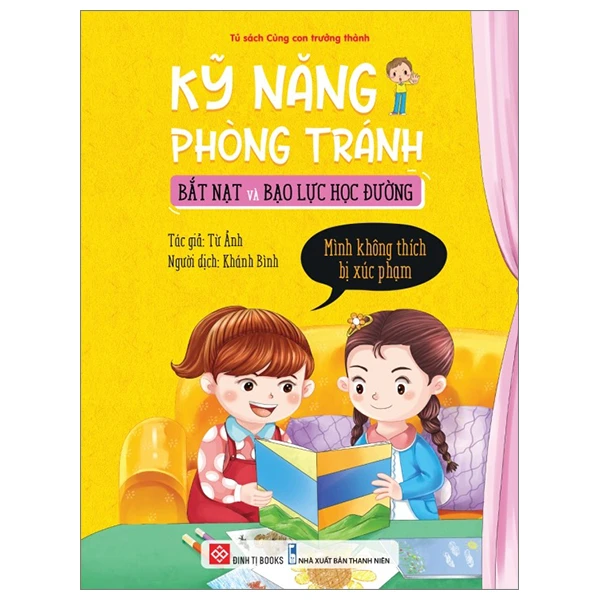 Tủ sách Cùng con trưởng thành
KỸ NĂNG
PHÒNG TRÁNH
BẮT NẠT VÀ BẠO LỰC HỌC ĐƯỜNG
Tác giả: Từ Ảnh
Người dịch: Khánh Bình
Mình không thích
bị xúc phạm
ĐINH TỊ BOOKS
NHÀ XUẤT BẢN THANH NIÊN